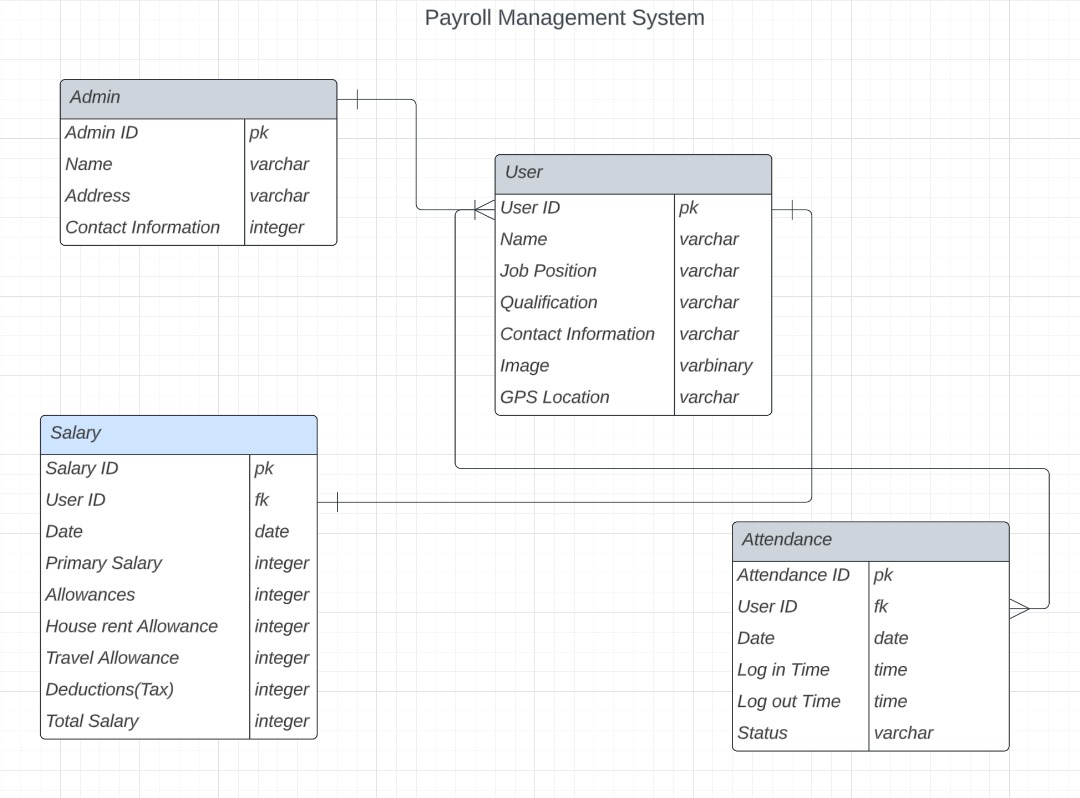 Payroll Management System
Admin
Admin ID pk
Name varchar
Address varchar
Contact Information integer
User
User ID pk
Name varchar
Job Position varchar
Qualification varchar
Contact Information varchar
Image varbinary
GPS Location varchar
Salary
Salary ID pk
User ID fk
Date date
Primary Salary integer
Allowances integer
House rent Allowance integer
Travel Allowance integer
Deductions(Tax) integer
Total Salary integer
Attendance
Attendance ID pk
User ID fk
Date date
Log in Time time
Log out Time time
Status varchar